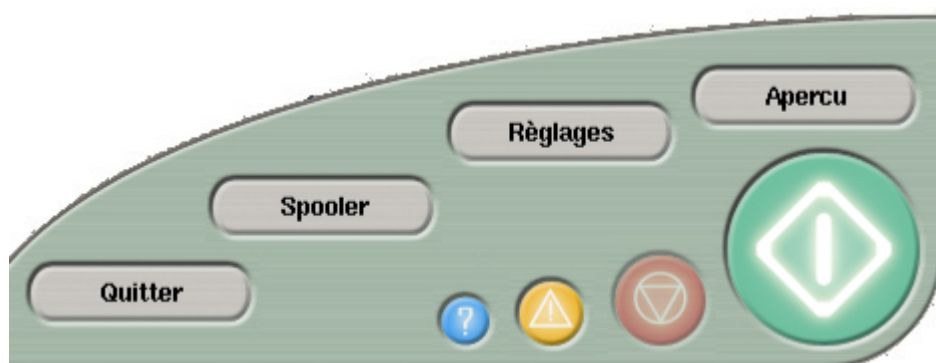 Apercu
Règlages
Spooler
Quitter
?
!